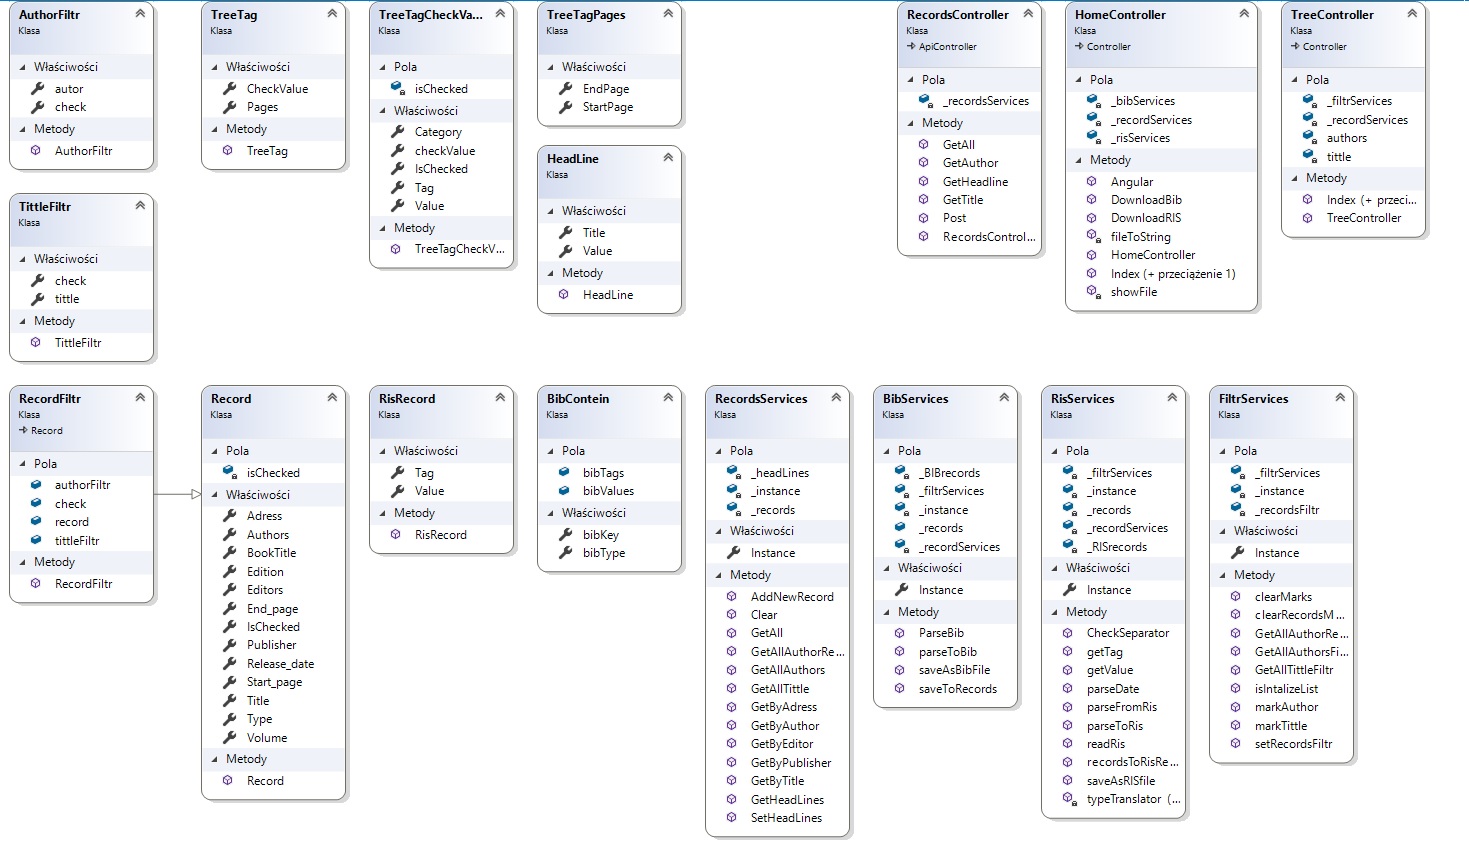 AuthorFiltr
Klasa
Właściwości
autor
check
Metody
AuthorFiltr
TreeTag
Klasa
Właściwości
CheckValue
Pages
Metody
TreeTag
TreeTagCheckVa...
Klasa
Pola
isChecked
Właściwości
Category
checkValue
IsChecked
Tag
Value
Metody
TreeTagCheckV...
TreeTagPages
Klasa
Właściwości
EndPage
StartPage
HeadLine
Klasa
Właściwości
Title
Value
Metody
HeadLine
RecordsController
Klasa
ApiController
Pola
_recordsServices
Metody
GetAll
GetAuthor
GetHeadline
GetTitle
Post
RecordsControl...
HomeController
Klasa
Controller
Pola
_bibServices
_recordServices
_risServices
Metody
Angular
DownloadBib
DownloadRIS
fileToString
HomeController
Index (+ przeciążenie 1)
showFile
TreeController
Klasa
Controller
Pola
_filtrServices
_recordServices
authors
tittle
Metody
Index (+ przeci...
TreeController
TittleFiltr
Klasa
Właściwości
check
tittle
Metody
TittleFiltr
RecordFiltr
Klasa
Record
Pola
authorFiltr
check
record
tittleFiltr
Metody
RecordFiltr
Record
Klasa
Pola
isChecked
Właściwości
Adress
Authors
BookTitle
Edition
Editors
End_page
IsChecked
Publisher
Release_date
Start_page
Title
Type
Volume
Metody
Record
RisRecord
Klasa
Właściwości
Tag
Value
Metody
RisRecord
BibContein
Klasa
Pola
bibTags
bibValues
Właściwości
bibKey
bibType
RecordsServices
Klasa
Pola
_headLines
_instance
_records
Właściwości
Instance
Metody
AddNewRecord
Clear
GetAll
GetAllAuthorRe...
GetAllAuthors
GetAllTittle
GetByAdress
GetByAuthor
GetByEditor
GetByPublisher
GetByTitle
GetHeadLines
SetHeadLines
BibServices
Klasa
Pola
_BIBrecords
_filtrServices
_instance
_records
_recordServices
Właściwości
Instance
Metody
ParseBib
parseToBib
saveAsBibFile
saveToRecords
RisServices
Klasa
Pola
_filtrServices
_instance
_records
_recordServices
_RISrecords
Właściwości
Instance
Metody
CheckSeparator
getTag
getValue
parseDate
parseFromRis
parseToRis
readRis
recordsToRisRe...
saveAsRISfile
typeTranslator (...
FiltrServices
Klasa
Pola
_filtrServices
_instance
_recordsFiltr
Właściwości
Instance
Metody
clearMarks
clearRecordsM...
GetAllAuthorRe...
GetAllAuthorsFi...
GetAllTittleFiltr
isIntalizeList
markAuthor
markTittle
setRecordsFiltr